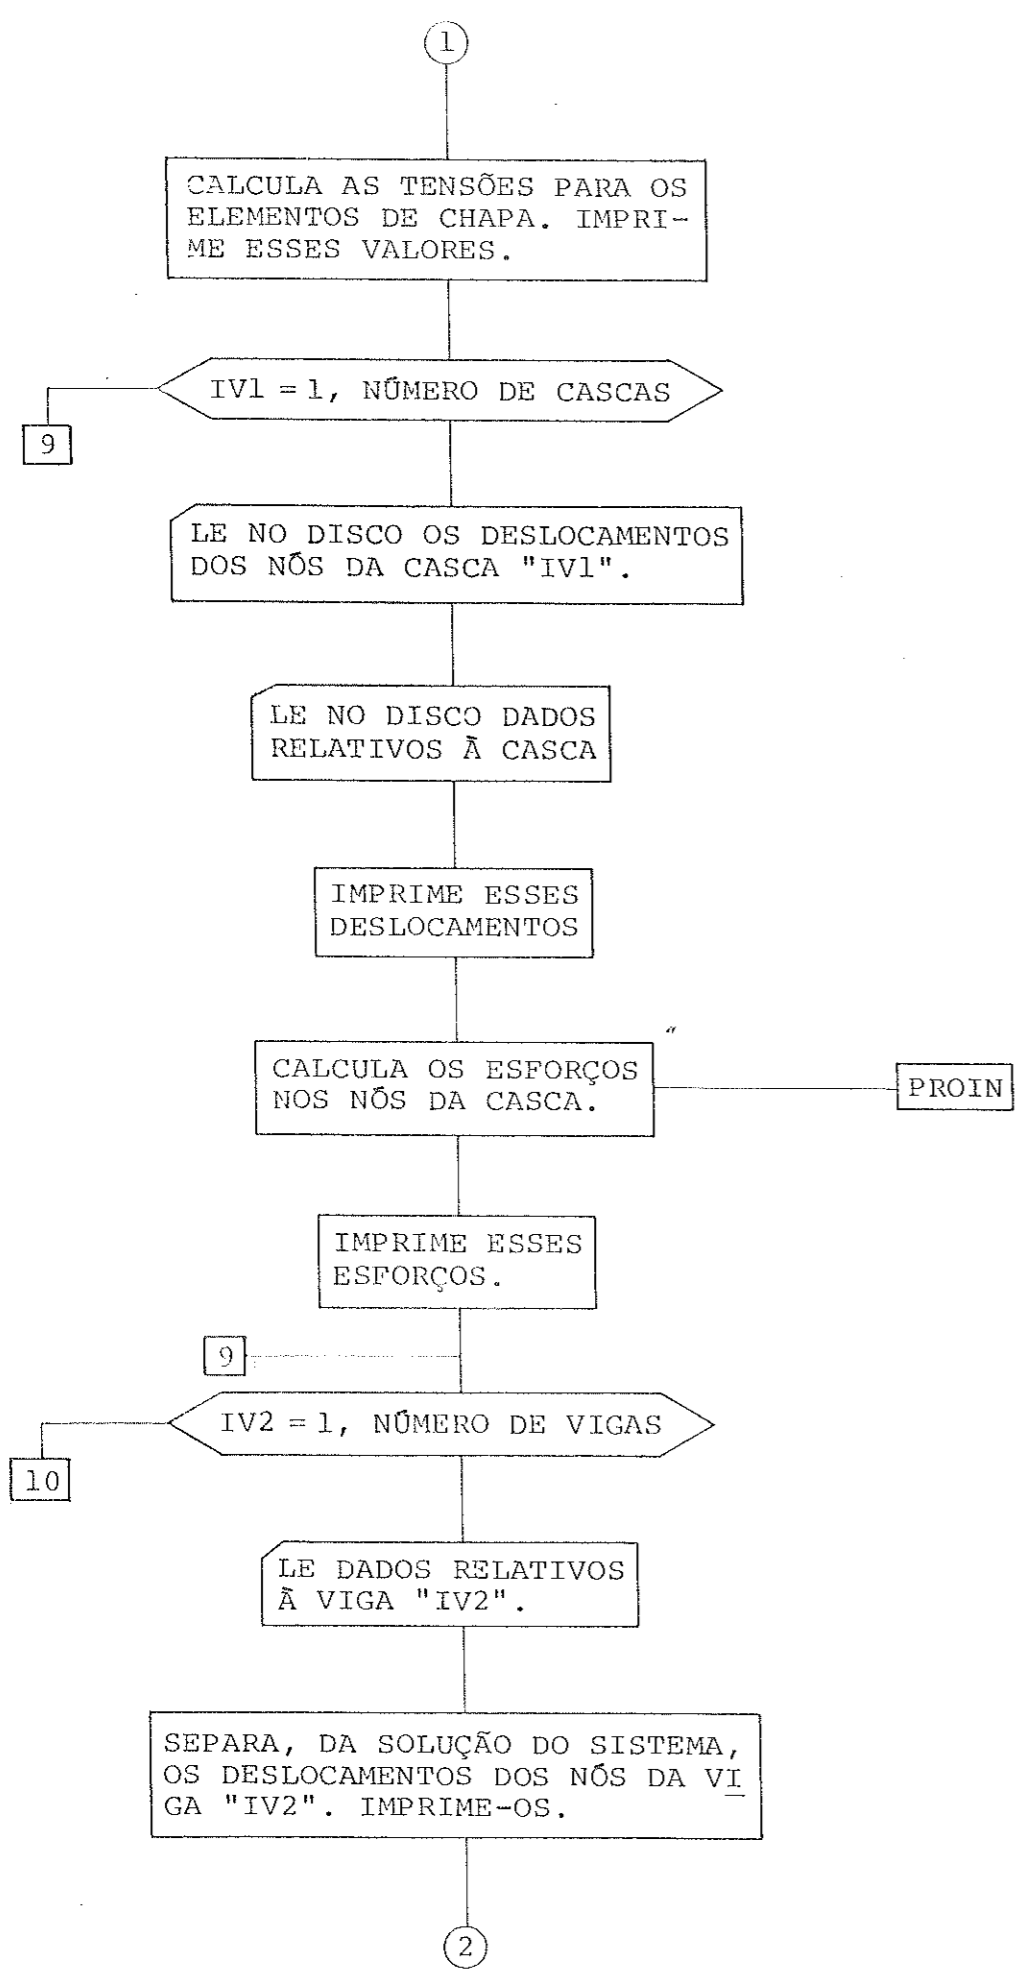 1
CALCULA AS TENSÕES PARA OS
ELEMENTOS DE CHAPA. IMPRI-
ME ESSES VALORES.
IV1 = 1, NÚMERO DE CASCAS
9
LE NO DISCO OS DESLOCAMENTOS
DOS NÓS DA CASCA "IV1".
LE NO DISCO DADOS
RELATIVOS À CASCA
IMPRIME ESSES
DESLOCAMENTOS
CALCULA OS ESFORÇOS
NOS NÓS DA CASCA.
PROIN
IMPRIME ESSES
ESFORÇOS.
9
IV2 = 1, NÚMERO DE VIGAS
10
LE DADOS RELATIVOS
À VIGA "IV2".
SEPARA, DA SOLUÇÃO DO SISTEMA,
OS DESLOCAMENTOS DOS NÓS DA VI
GA "IV2". IMPRIME-OS.
2